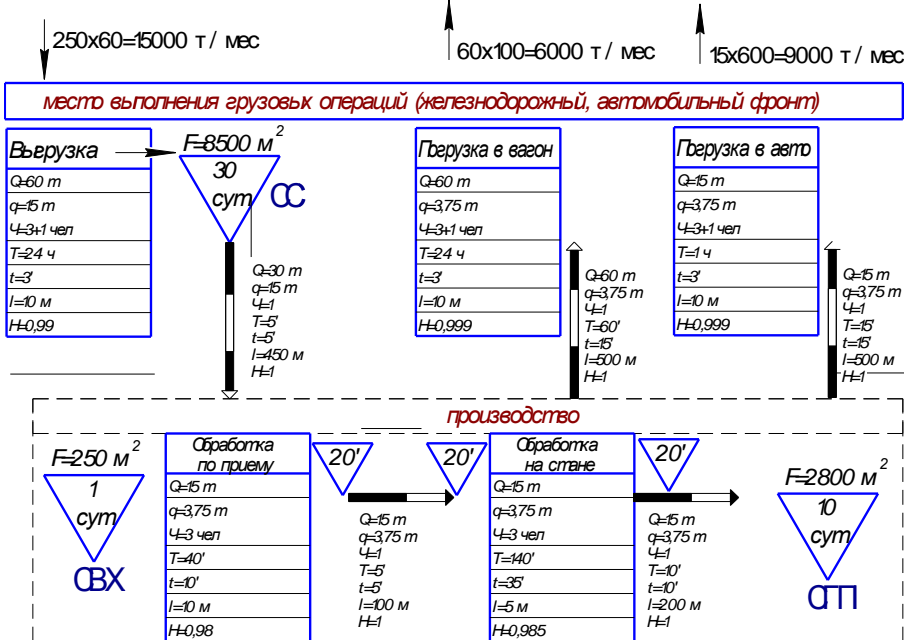 250x60=15000 т / мес
60x100=6000 т / мес
15x600=9000 т / мес
место выполнения грузовых операций (железнодорожный, автомобильный фронт)
Выгрузка
Q=60 т
q=15 т
Ч=3+1 чел
T=24 ч
t=3'
l=10 м
H=0,99
F=8500 м²
30
сут
ОС
Q=30 т
q=15 т
Ч=1
T=5'
t=5'
l=450 м
H=1
Погрузка в вагон
Q=60 т
q=3,75 т
Ч=3+1 чел
T=24 ч
t=3'
l=10 м
H=0,999
Q=60 т
q=3,75 т
Ч=1
T=60'
t=15'
l=500 м
H=1
Погрузка в авто
Q=15 т
q=3,75 т
Ч=3+1 чел
T=1 ч
t=3'
l=10 м
H=0,999
Q=15 т
q=3,75 т
Ч=1
T=15'
t=15'
l=500 м
H=1
производство
F=250 м²
1
сут
СВХ
Обработка
по приему
Q=15 т
q=3,75 т
Ч=3 чел
T=40'
t=10'
l=10 м
H=0,98
20'
Q=15 т
q=3,75 т
Ч=1
T=5'
t=5'
l=100 м
H=1
20'
Обработка
на стане
Q=15 т
q=3,75 т
Ч=3 чел
T=140'
t=35'
l=5 м
H=0,985
20'
Q=15 т
q=3,75 т
Ч=1
T=10'
t=10'
l=200 м
H=1
F=2800 м²
10
сут
СГП